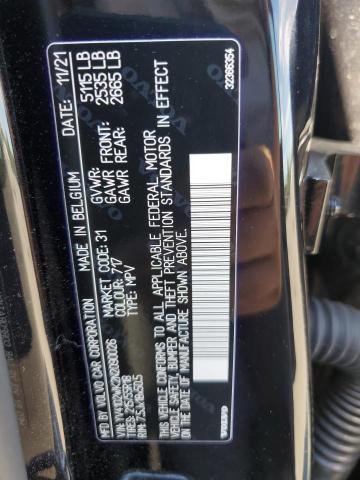 MFD BY VOLVO CAR CORPORATION
MADE IN BELGIUM
DATE: 11/21
MARKET CODE: 31
COLOUR: 717
TYPE: MPV
GVWR: 5115 LB
GAWR FRONT: 2535 LB
GAWR REAR: 2665 LB
THIS VEHICLE CONFORMS TO ALL APPLICABLE FEDERAL MOTOR
VEHICLE SAFETY, BUMPER AND THEFT PREVENTION STANDARDS IN EFFECT
ON THE DATE OF MANUFACTURE SHOWN ABOVE.
VOLVO
32366354